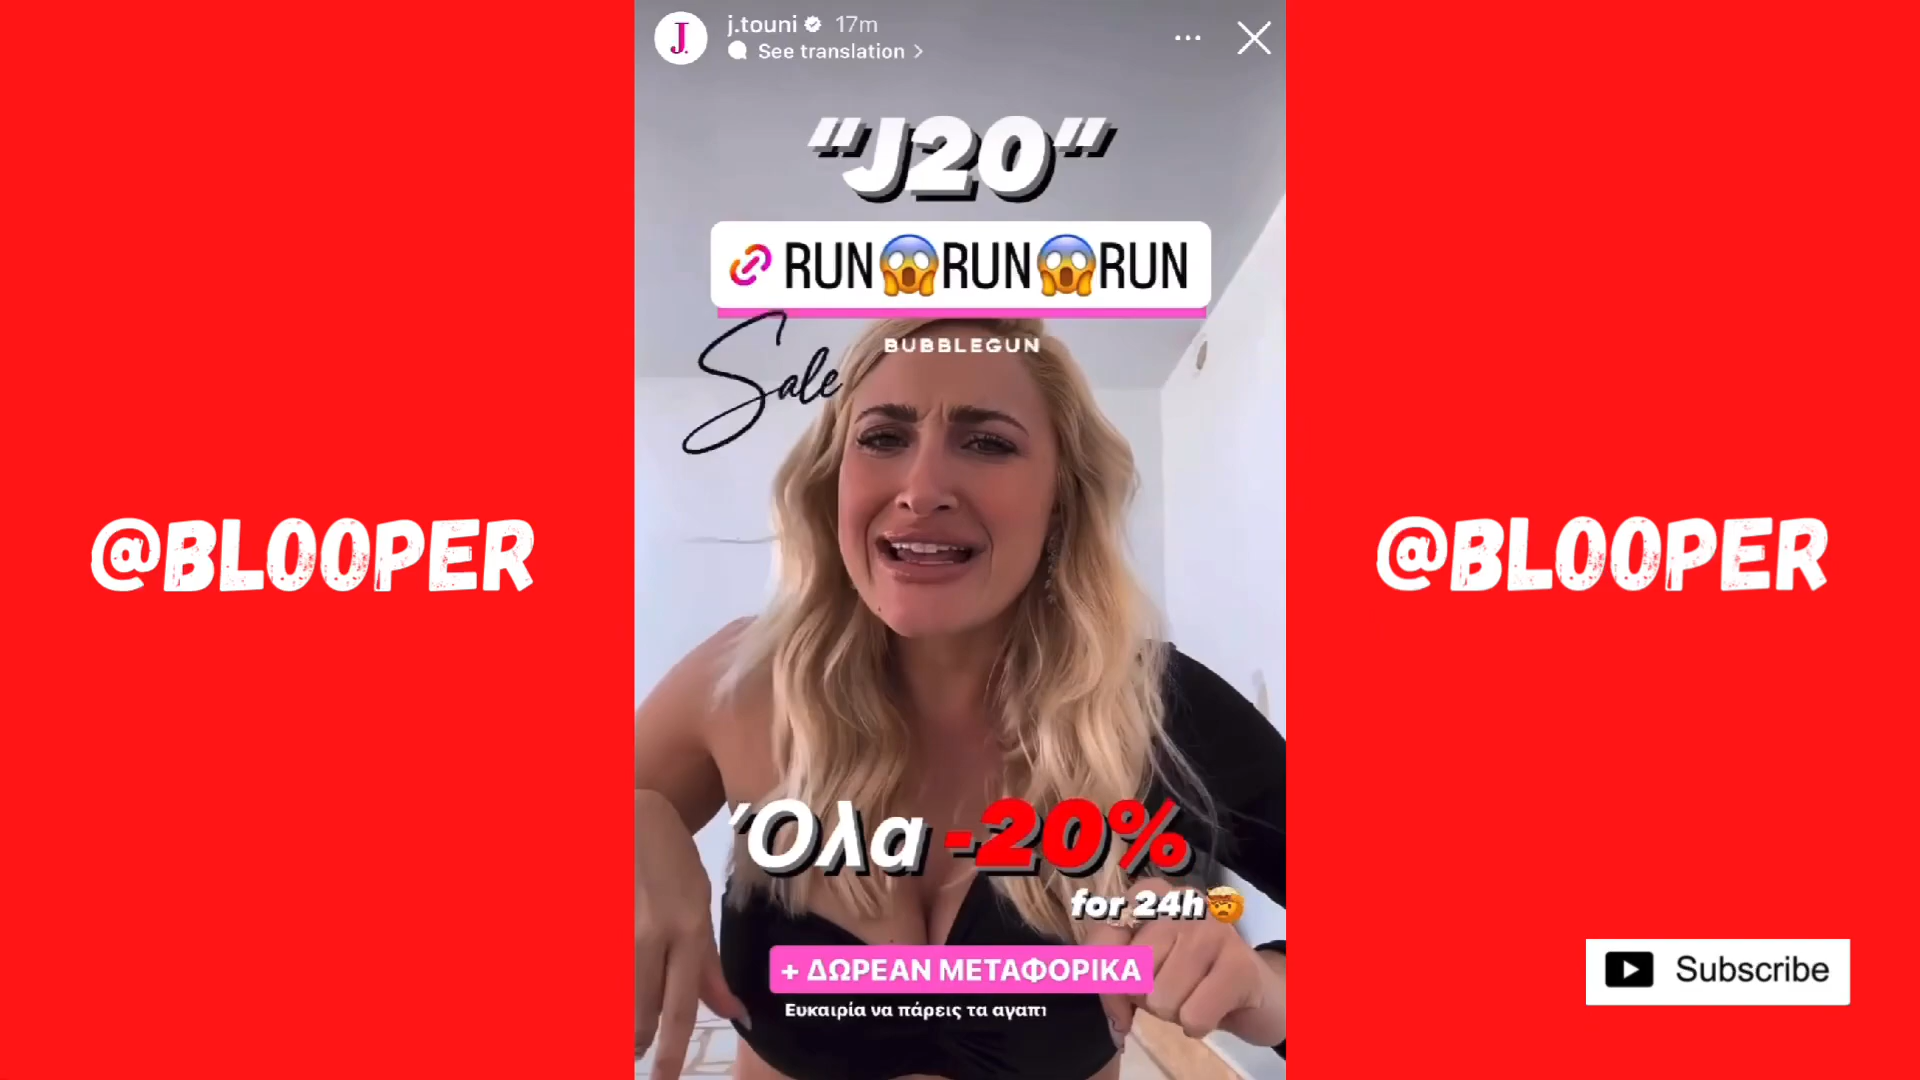 j.touni 17m
See translation >
"J20"
RUN😱RUN😱RUN
BUBBLEGUN
Sale
@BLOOPER
@BLOOPER
Όλα -20%
for 24h🤯
+ ΔΩΡΕΑΝ ΜΕΤΑΦΟΡΙΚΑ
Ευκαιρία να πάρεις τα αγαπ
Subscribe
J.